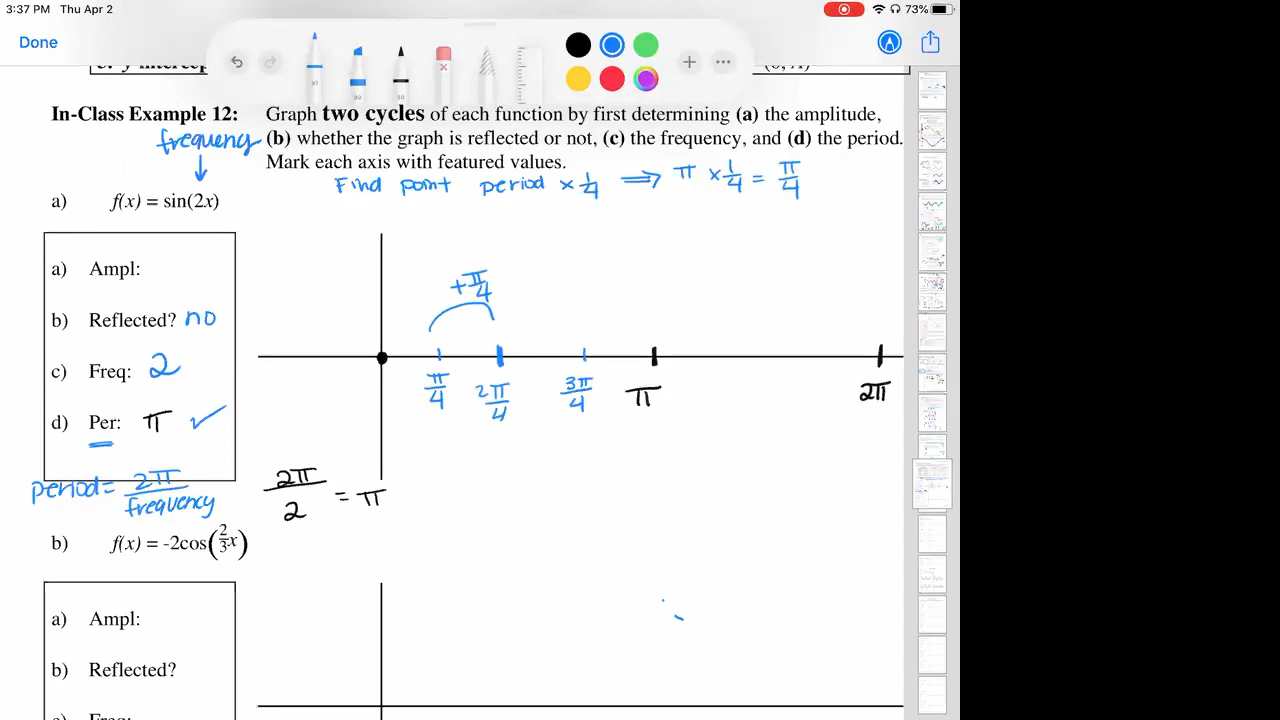 3:37 PM Thu Apr 2
73%
Done
In-Class Example 12: Graph two cycles of each function by first determining (a) the amplitude,
frequency (b) whether the graph is reflected or not, (c) the frequency, and (d) the period.
Mark each axis with featured values.
Find point period × 1/4 ⟹ π × 1/4 = π/4
a) f(x) = sin(2x)
a) Ampl:
+π/4
b) Reflected? no
c) Freq: 2
π/4 2π/4 3π/4 π 2π
d) Per: π ✓
period = 2π/frequency 2π/2 = π
b) f(x) = -2cos(2/3x)
a) Ampl:
b) Reflected?